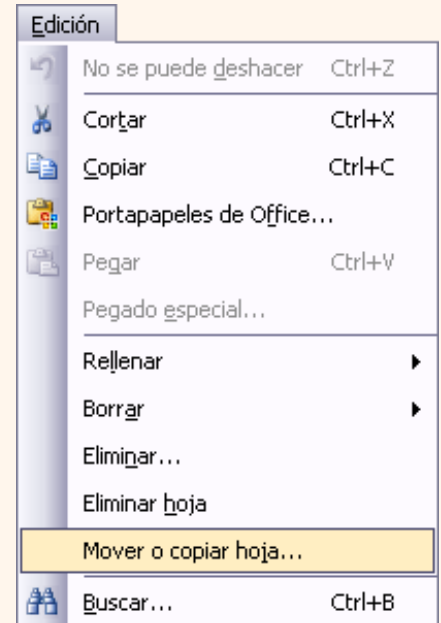 Edición
No se puede deshacer Ctrl+Z
Cortar Ctrl+X
Copiar Ctrl+C
Portapapeles de Office...
Pegar Ctrl+V
Pegado especial...
Rellenar
Borrar
Eliminar...
Eliminar hoja
Mover o copiar hoja...
Buscar... Ctrl+B